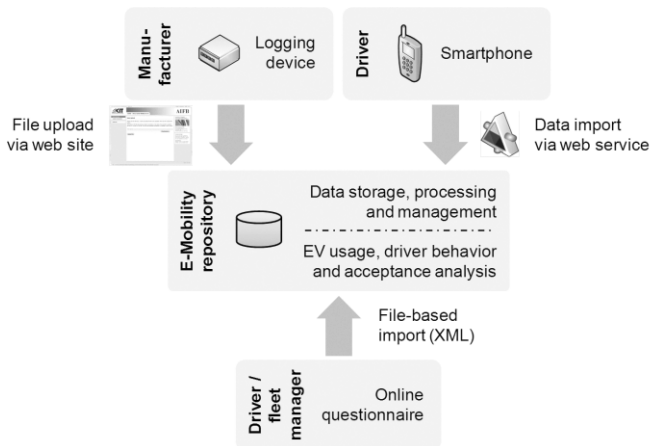 Manu-
facturer
Logging
device
Driver
Smartphone
File upload
via web site
AIFB
Data import
via web service
E-Mobility
repository
Data storage, processing
and management
EV usage, driver behavior
and acceptance analysis
File-based
import (XML)
Driver /
fleet
manager
Online
questionnaire